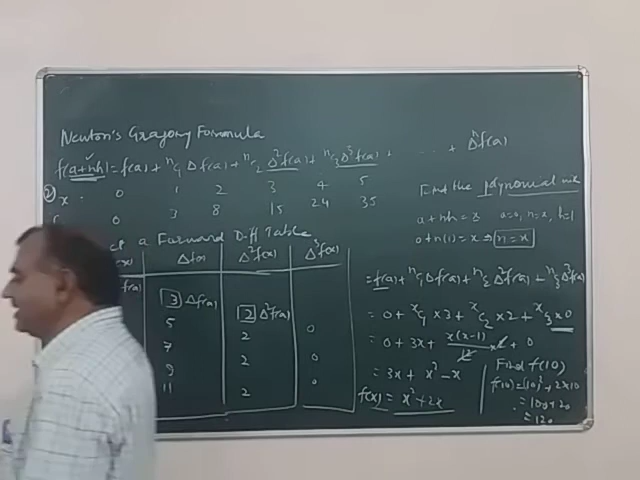 Newton's Gregory Formula
f(a+nh) = f(a) + ⁿC₁ Δf(a) + ⁿC₂ Δ²f(a) + ⁿC₃ Δ³f(a) + ... + Δⁿf(a)
2) x 0 1 2 3 4 5
0 3 8 15 24 35
a Forward Diff Table
Δf(x) Δ²f(x) Δ³f(x)
3 Δf(a)
2 Δ²f(a)
5
2 0
7
2 0
9
0
11
2
Find the polynomial
a+nh = x a=0, n=x, h=1
0+n(1) = x ⇒ n=x
= f(a) + ⁿC₁ Δf(a) + ⁿC₂ Δ²f(a) + ⁿC₃ Δ³f(a)
= 0 + ˣC₁ × 3 + ˣC₂ × 2 + ˣC₃ × 0
= 0 + 3x + x(x-1)/2 × 2 + 0
= 3x + x² - x
f(x) = x² + 2x
Find f(10)
f(10) = (10)² + 2×10
= 100 + 20
= 120